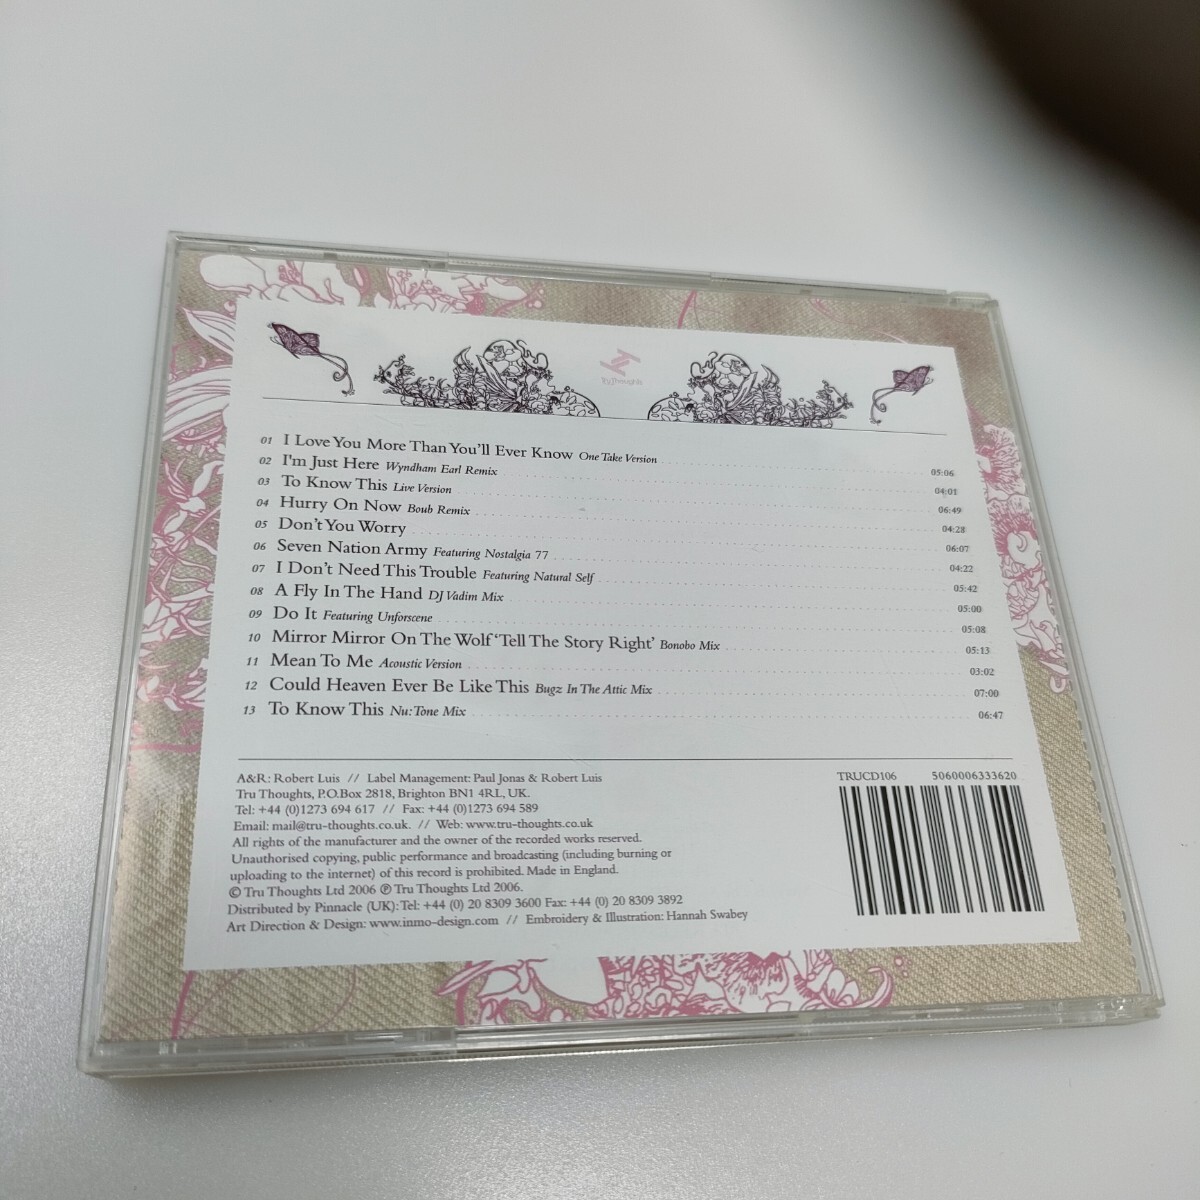 Tru Thoughts
01 I Love You More Than You'll Ever Know One Take Version 05:06
02 I'm Just Here Wyndham Earl Remix 04:01
03 To Know This Live Version 06:49
04 Hurry On Now Boub Remix 04:28
05 Don't You Worry 06:07
06 Seven Nation Army Featuring Nostalgia 77 04:22
07 I Don't Need This Trouble Featuring Natural Self 05:42
08 A Fly In The Hand DJ Vadim Mix 05:00
09 Do It Featuring Unforscene 05:08
10 Mirror Mirror On The Wolf 'Tell The Story Right' Bonobo Mix 05:13
11 Mean To Me Acoustic Version 03:02
12 Could Heaven Ever Be Like This Bugz In The Attic Mix 07:00
13 To Know This Nu:Tone Mix 06:47
A&R: Robert Luis // Label Management: Paul Jonas & Robert Luis
Tru Thoughts, P.O.Box 2818, Brighton BN1 4RL, UK.
Tel: +44 (0)1273 694 617 // Fax: +44 (0)1273 694 589
Email: mail@tru-thoughts.co.uk. // Web: www.tru-thoughts.co.uk
All rights of the manufacturer and the owner of the recorded works reserved.
Unauthorised copying, public performance and broadcasting (including burning or
uploading to the internet) of this record is prohibited. Made in England.
© Tru Thoughts Ltd 2006 ℗ Tru Thoughts Ltd 2006.
Distributed by Pinnacle (UK): Tel: +44 (0) 20 8309 3600 Fax: +44 (0) 20 8309 3892
Art Direction & Design: www.inmo-design.com // Embroidery & Illustration: Hannah Swabey
TRUCD106 5060006333620